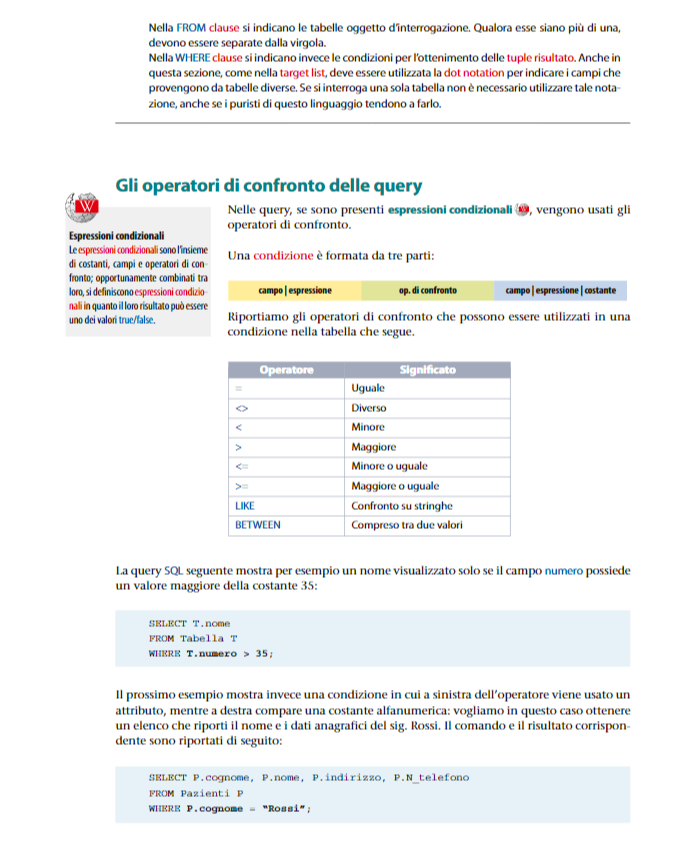 Nella FROM clause si indicano le tabelle oggetto d'interrogazione. Qualora esse siano più di una,
devono essere separate dalla virgola.
Nella WHERE clause si indicano invece le condizioni per l'ottenimento delle tuple risultato. Anche in
questa sezione, come nella target list, deve essere utilizzata la dot notation per indicare i campi che
provengono da tabelle diverse. Se si interroga una sola tabella non è necessario utilizzare tale nota-
zione, anche se i puristi di questo linguaggio tendono a farlo.
Gli operatori di confronto delle query
W
Espressioni condizionali
Le espressioni condizionali sono l'insieme
di costanti, campi e operatori di con-
fronto; opportunamente combinati tra
loro, si definiscono espressioni condizio-
nali in quanto il loro risultato può essere
uno dei valori true/false.
Nelle query, se sono presenti espressioni condizionali W, vengono usati gli
operatori di confronto.
Una condizione è formata da tre parti:
campo | espressione op. di confronto campo | espressione | costante
Riportiamo gli operatori di confronto che possono essere utilizzati in una
condizione nella tabella che segue.
Operatore Significato
= Uguale
<> Diverso
< Minore
> Maggiore
<= Minore o uguale
>= Maggiore o uguale
LIKE Confronto su stringhe
BETWEEN Compreso tra due valori
La query SQL seguente mostra per esempio un nome visualizzato solo se il campo numero possiede
un valore maggiore della costante 35:
SELECT T.nome
FROM Tabella T
WHERE T.numero > 35;
Il prossimo esempio mostra invece una condizione in cui a sinistra dell'operatore viene usato un
attributo, mentre a destra compare una costante alfanumerica: vogliamo in questo caso ottenere
un elenco che riporti il nome e i dati anagrafici del sig. Rossi. Il comando e il risultato corrispon-
dente sono riportati di seguito:
SELECT P.cognome, P.nome, P.indirizzo, P.N_telefono
FROM Pazienti P
WHERE P.cognome = "Rossi";